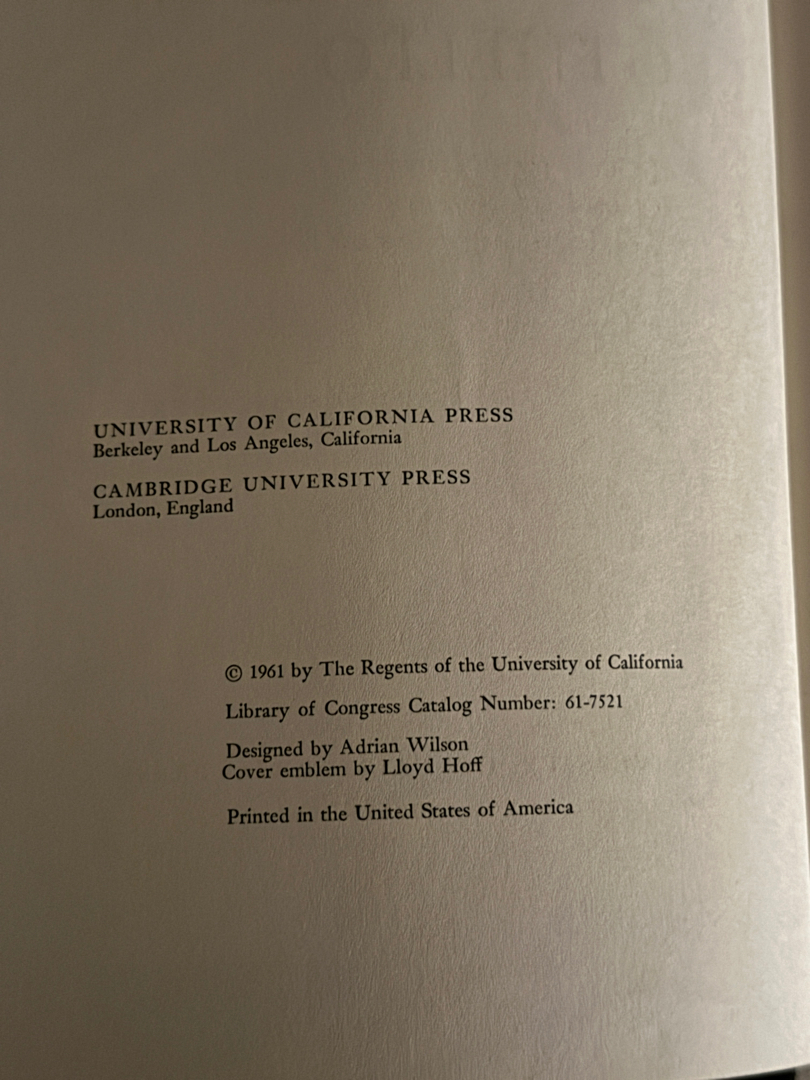 UNIVERSITY OF CALIFORNIA PRESS
Berkeley and Los Angeles, California
CAMBRIDGE UNIVERSITY PRESS
London, England
© 1961 by The Regents of the University of California
Library of Congress Catalog Number: 61-7521
Designed by Adrian Wilson
Cover emblem by Lloyd Hoff
Printed in the United States of America